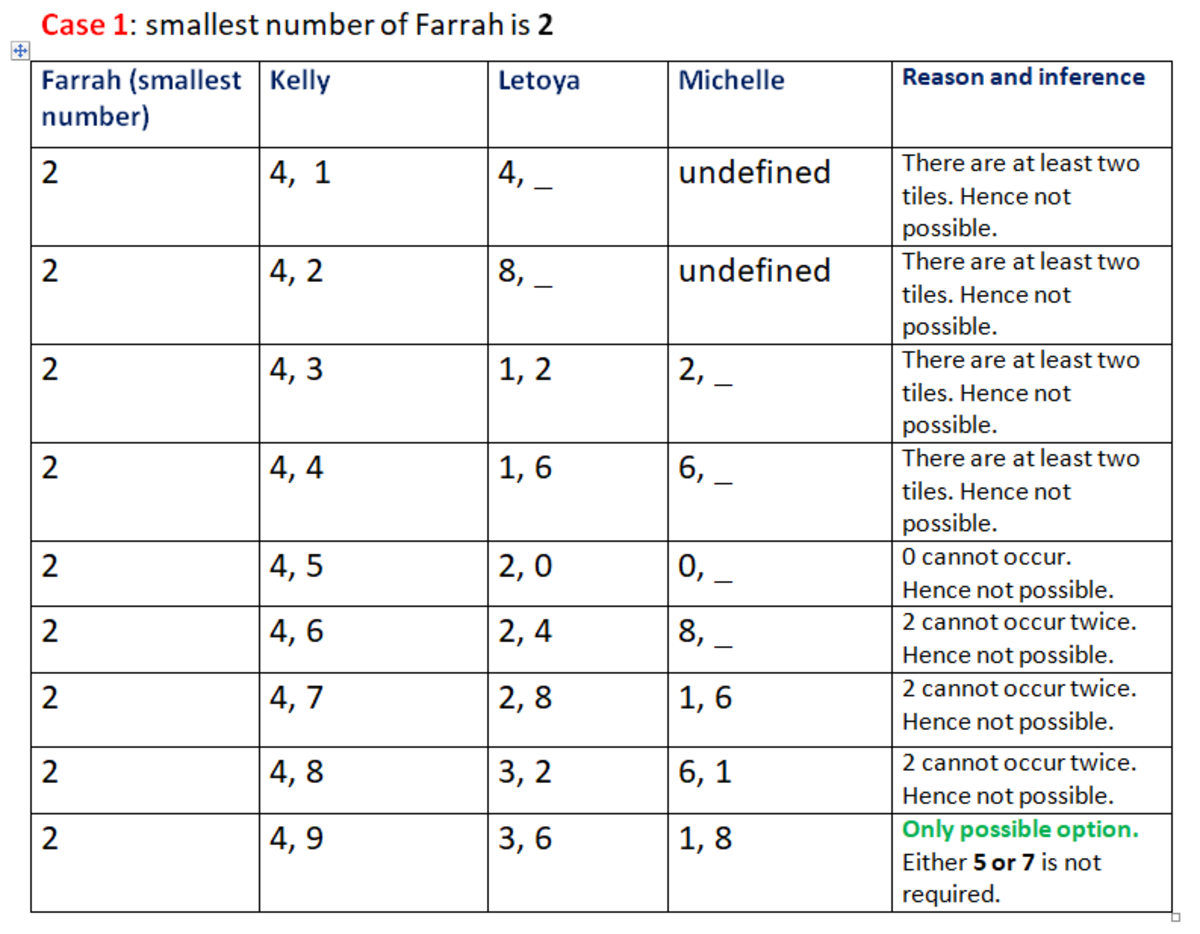 Case 1: smallest number of Farrah is 2
Farrah (smallest number) Kelly Letoya Michelle Reason and inference
2 4, 1 4, _ undefined There are at least two
tiles. Hence not
possible.
2 4, 2 8, _ undefined There are at least two
tiles. Hence not
possible.
2 4, 3 1, 2 2, _ There are at least two
tiles. Hence not
possible.
2 4, 4 1, 6 6, _ There are at least two
tiles. Hence not
possible.
2 4, 5 2, 0 0, _ 0 cannot occur.
Hence not possible.
2 4, 6 2, 4 8, _ 2 cannot occur twice.
Hence not possible.
2 4, 7 2, 8 1, 6 2 cannot occur twice.
Hence not possible.
2 4, 8 3, 2 6, 1 2 cannot occur twice.
Hence not possible.
2 4, 9 3, 6 1, 8 Only possible option.
Either 5 or 7 is not
required.